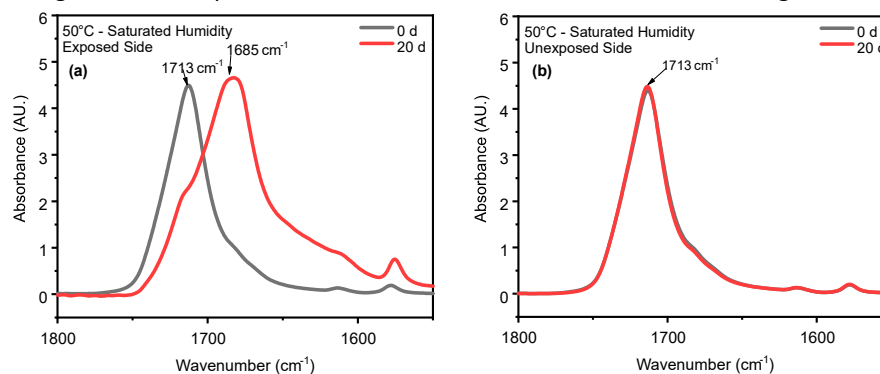 50°C - Saturated Humidity
Exposed Side
0 d
20 d
(a)
1713 cm-1
1685 cm-1
Absorbance (AU.)
6
5
4
3
2
1
0
1800
1700
1600
Wavenumber (cm-1)
50°C - Saturated Humidity
Unexposed Side
0 d
20 d
(b)
1713 cm-1
Absorbance (AU.)
6
5
4
3
2
1
0
1800
1700
1600
Wavenumber (cm-1)